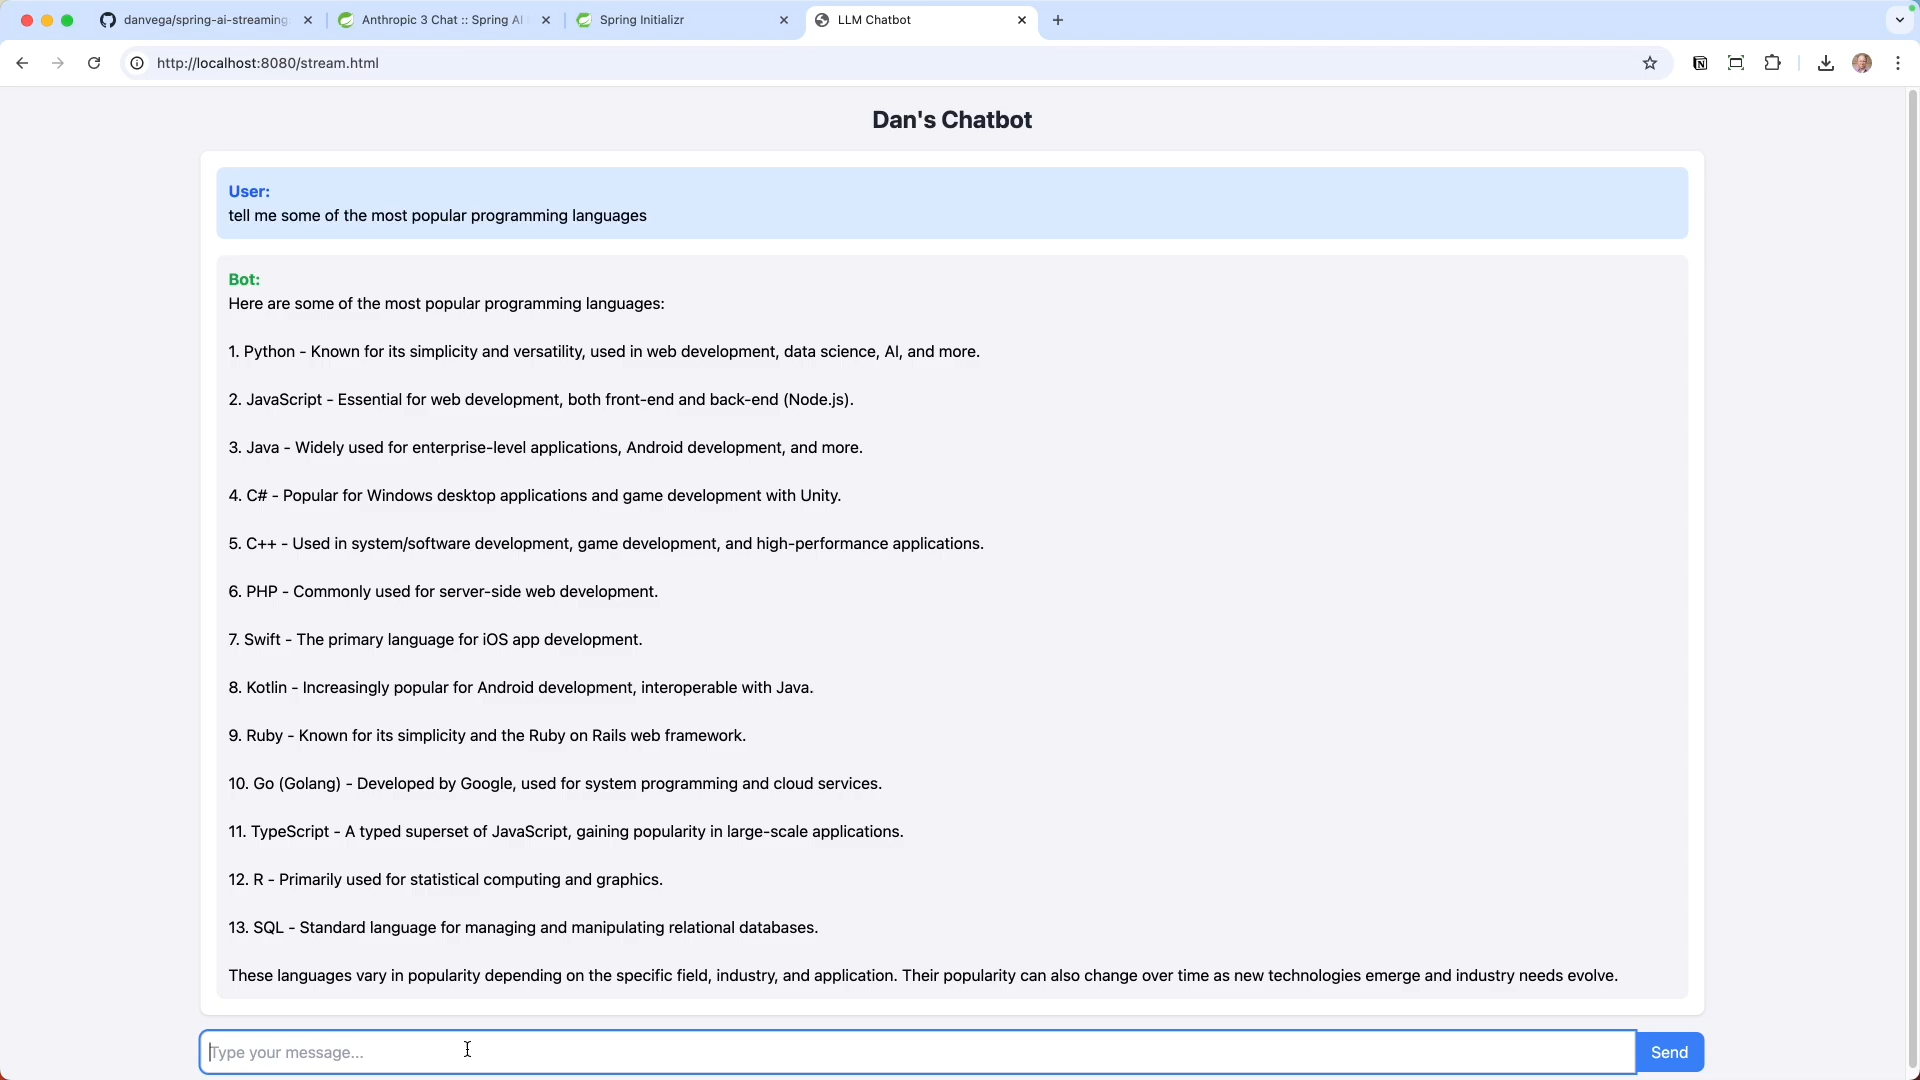 danvega/spring-ai-streaming
Anthropic 3 Chat :: Spring AI
Spring Initializr
LLM Chatbot
http://localhost:8080/stream.html
Dan's Chatbot
User:
tell me some of the most popular programming languages
Bot:
Here are some of the most popular programming languages:
1. Python - Known for its simplicity and versatility, used in web development, data science, AI, and more.
2. JavaScript - Essential for web development, both front-end and back-end (Node.js).
3. Java - Widely used for enterprise-level applications, Android development, and more.
4. C# - Popular for Windows desktop applications and game development with Unity.
5. C++ - Used in system/software development, game development, and high-performance applications.
6. PHP - Commonly used for server-side web development.
7. Swift - The primary language for iOS app development.
8. Kotlin - Increasingly popular for Android development, interoperable with Java.
9. Ruby - Known for its simplicity and the Ruby on Rails web framework.
10. Go (Golang) - Developed by Google, used for system programming and cloud services.
11. TypeScript - A typed superset of JavaScript, gaining popularity in large-scale applications.
12. R - Primarily used for statistical computing and graphics.
13. SQL - Standard language for managing and manipulating relational databases.
These languages vary in popularity depending on the specific field, industry, and application. Their popularity can also change over time as new technologies emerge and industry needs evolve.
Type your message...
Send